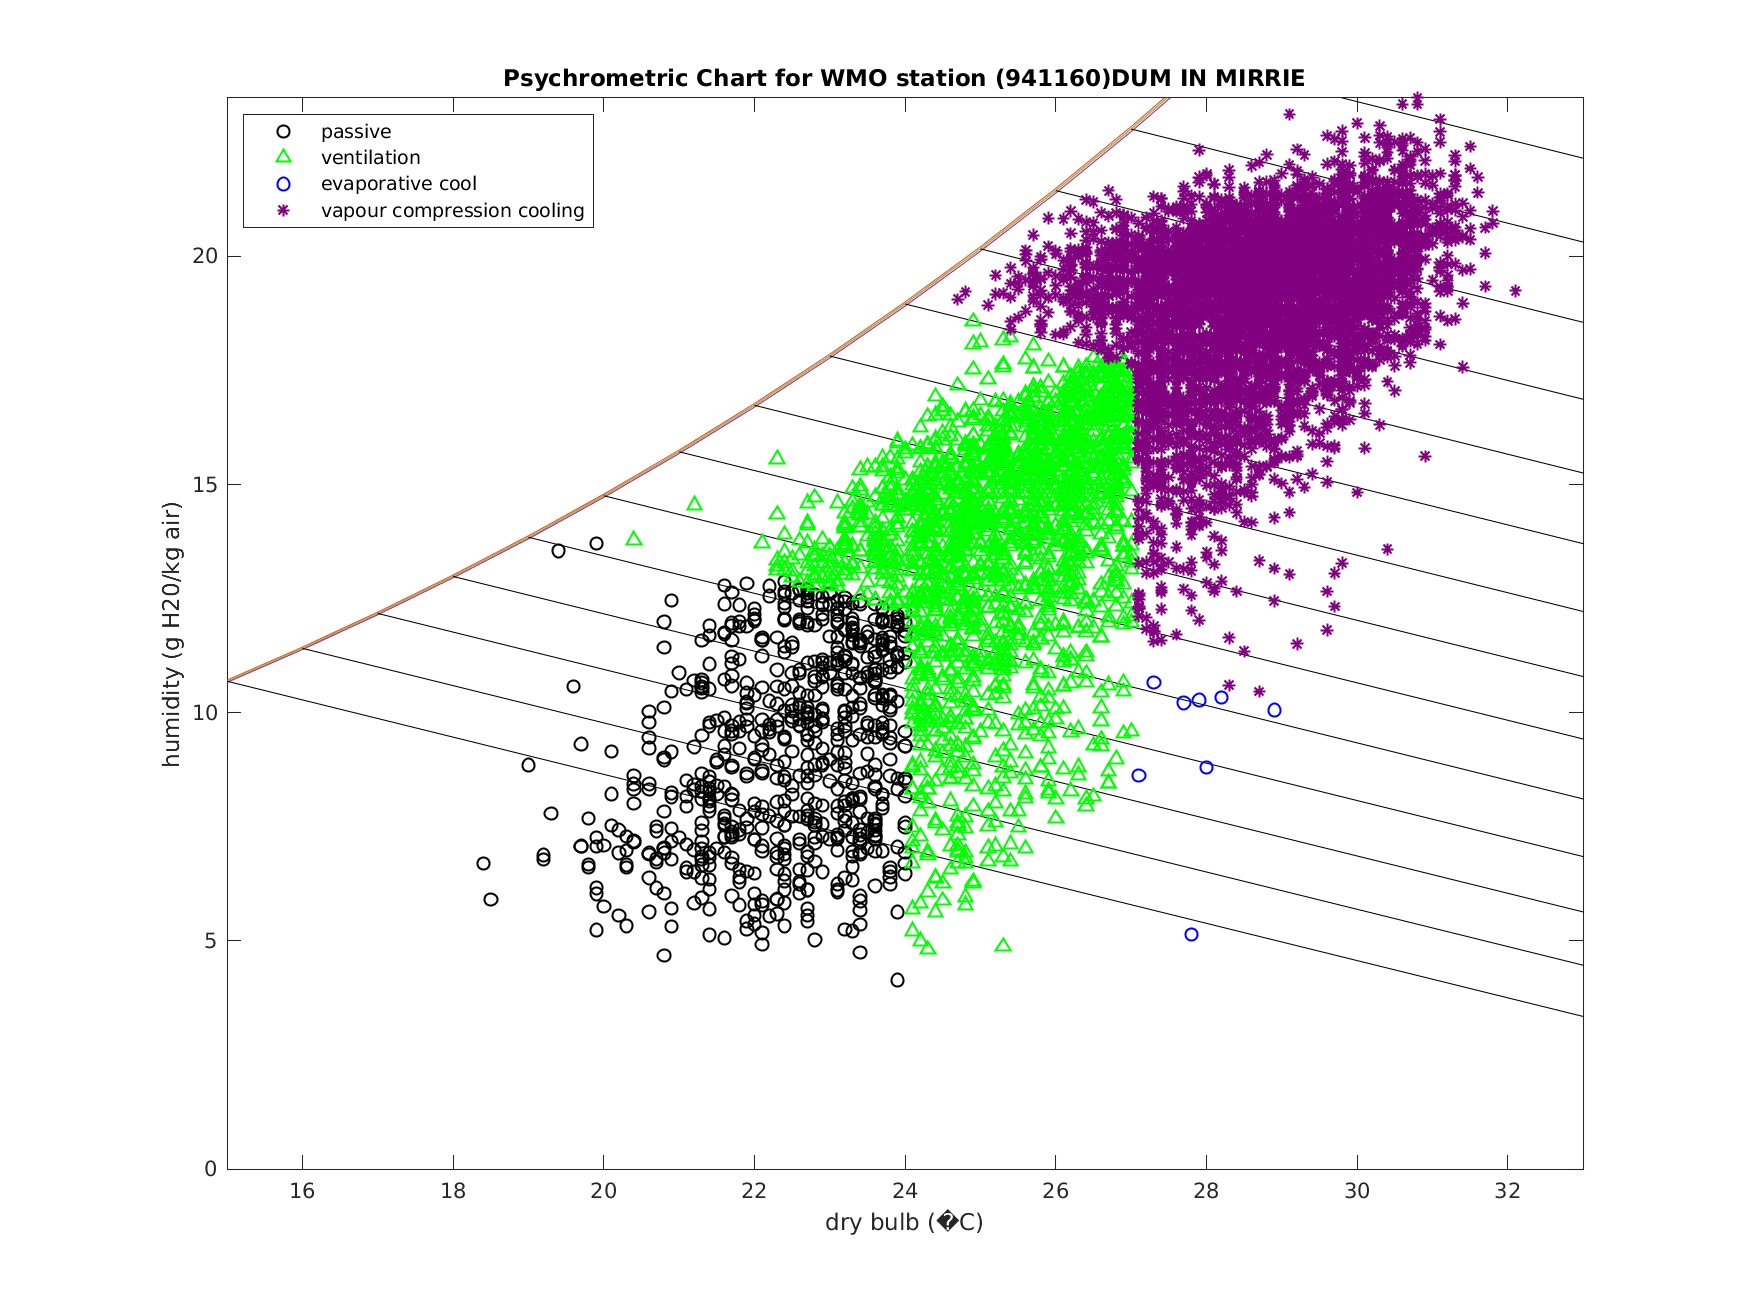 Psychrometric Chart for WMO station (941160)DUM IN MIRRIE
passive
ventilation
evaporative cool
vapour compression cooling
humidity (g H20/kg air)
20
15
10
5
0
16 18 20 22 24 26 28 30 32
dry bulb (�C)